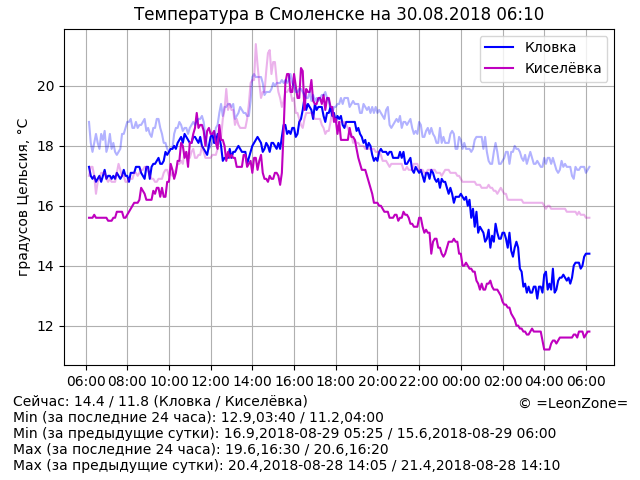 Температура в Смоленске на 30.08.2018 06:10
Кловка
Киселёвка
градусов Цельсия, °C
20
18
16
14
12
06:00 08:00 10:00 12:00 14:00 16:00 18:00 20:00 22:00 00:00 02:00 04:00 06:00
Сейчас: 14.4 / 11.8 (Кловка / Киселёвка)
© =LeonZone=
Min (за последние 24 часа): 12.9,03:40 / 11.2,04:00
Min (за предыдущие сутки): 16.9,2018-08-29 05:25 / 15.6,2018-08-29 06:00
Max (за последние 24 часа): 19.6,16:30 / 20.6,16:20
Max (за предыдущие сутки): 20.4,2018-08-28 14:05 / 21.4,2018-08-28 14:10